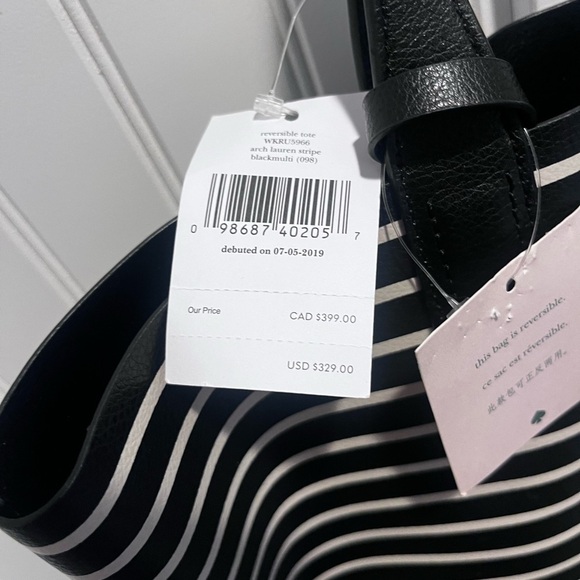 reversible tote
WKRU5966
arch lauren stripe
blackmulti (098)
0 98687 40205 7
debuted on 07-05-2019
Our Price CAD $399.00
USD $329.00
this bag is reversible.
ce sac est réversible.
此款包可正反两用。